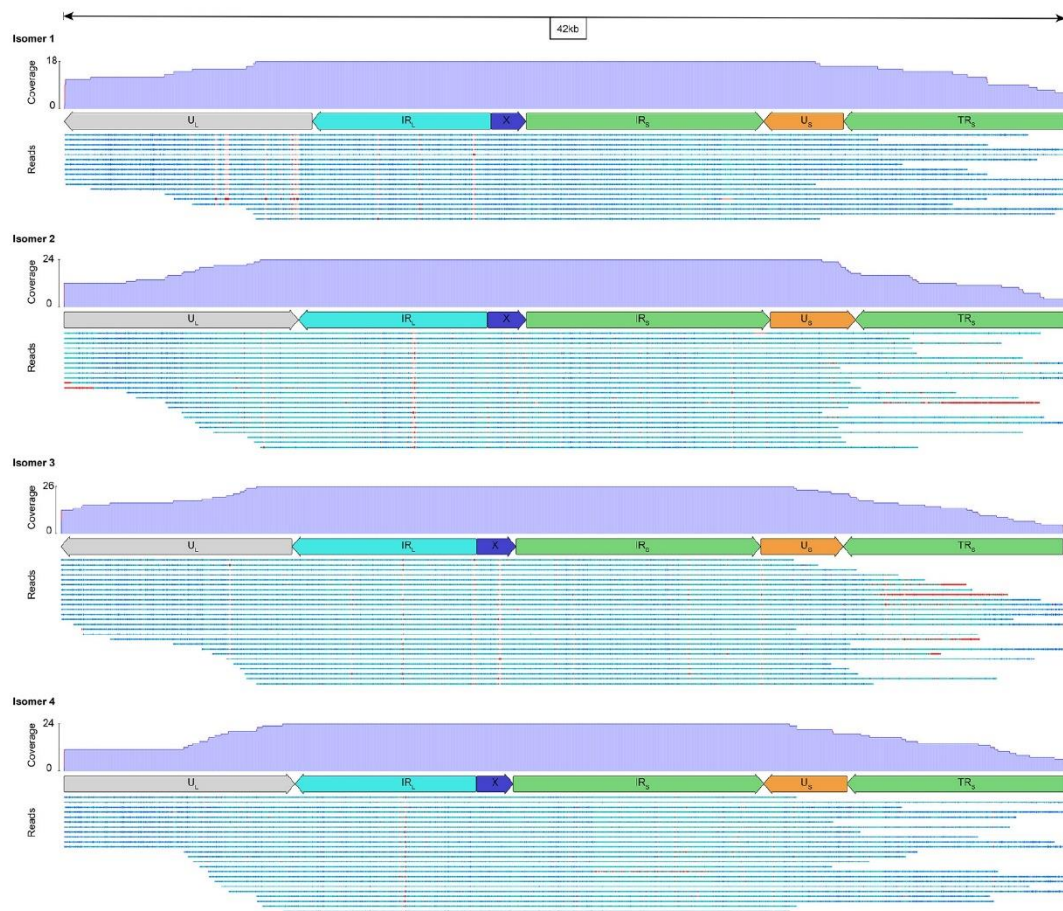 42kb
Isomer 1
18
Coverage
0
UL IRL X IRS US TRS
Reads
Isomer 2
24
Coverage
0
UL IRL X IRS US TRS
Reads
Isomer 3
26
Coverage
0
UL IRL X IRS US TRS
Reads
Isomer 4
24
Coverage
0
UL IRL X IRS US TRS
Reads